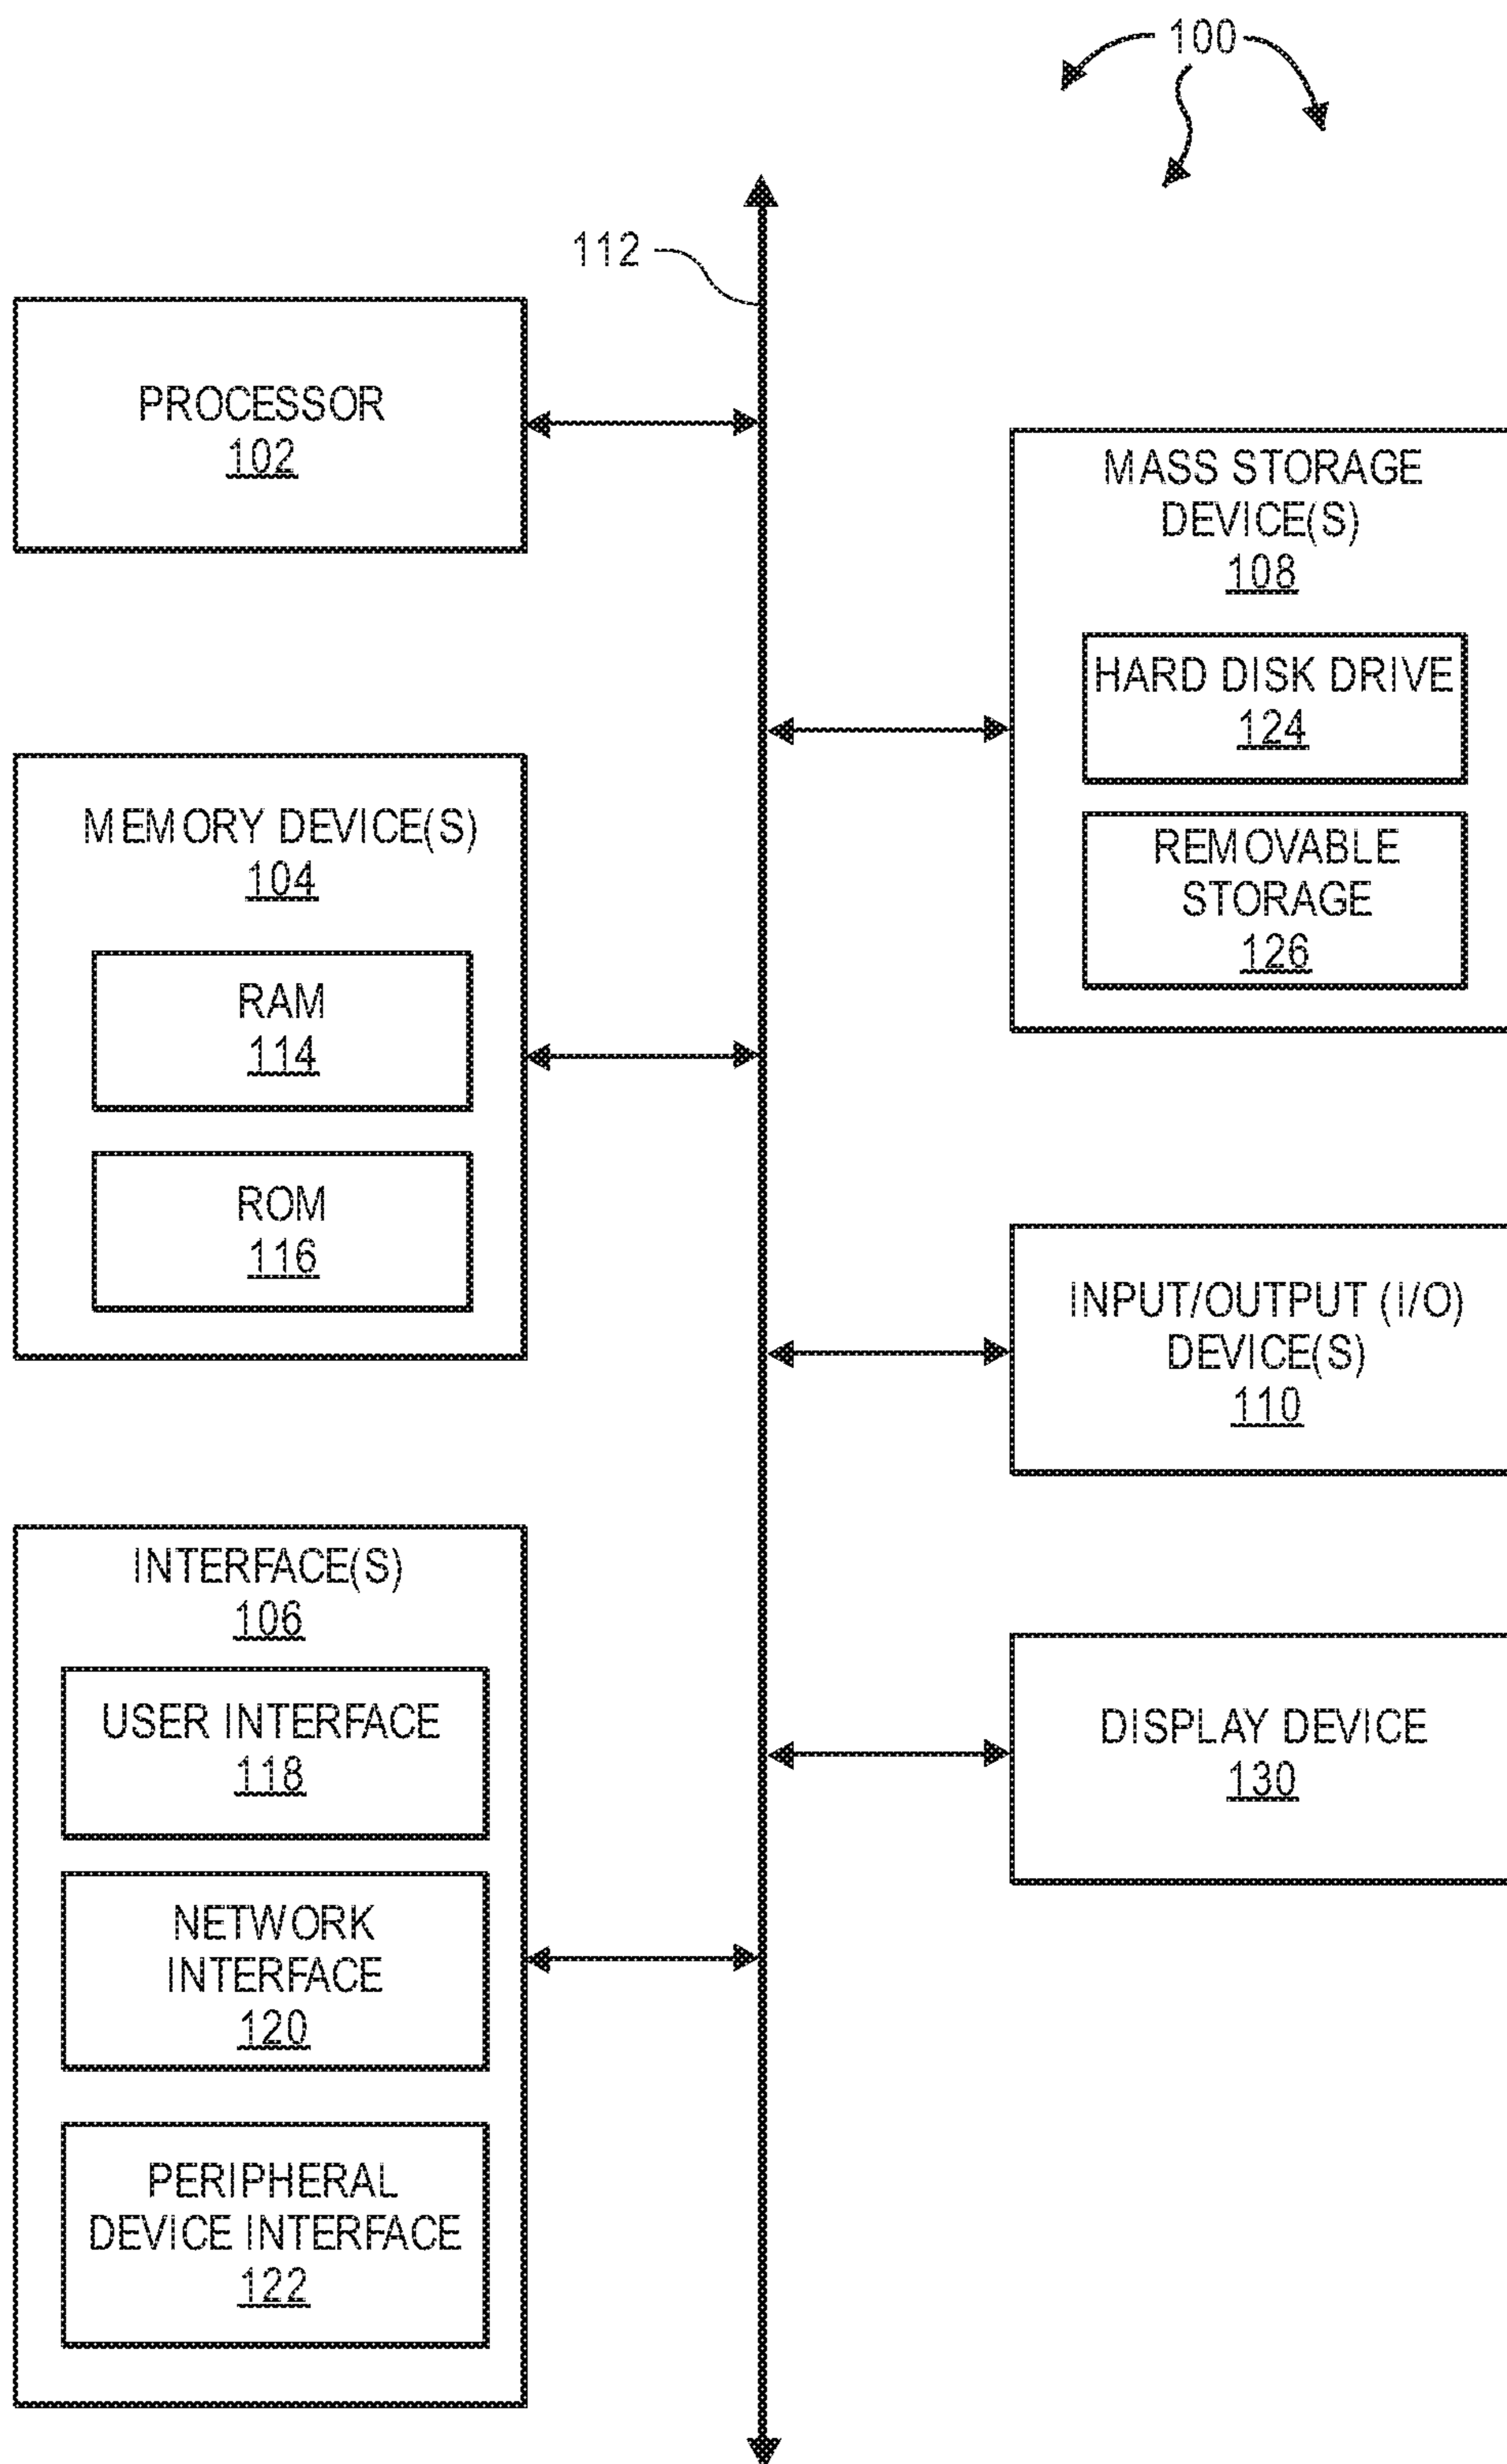 100
112
PROCESSOR
102
MEMORY DEVICE(S)
104
RAM
114
ROM
116
INTERFACE(S)
106
USER INTERFACE
118
NETWORK
INTERFACE
120
PERIPHERAL
DEVICE INTERFACE
122
MASS STORAGE
DEVICE(S)
108
HARD DISK DRIVE
124
REMOVABLE
STORAGE
126
INPUT/OUTPUT (I/O)
DEVICE(S)
110
DISPLAY DEVICE
130